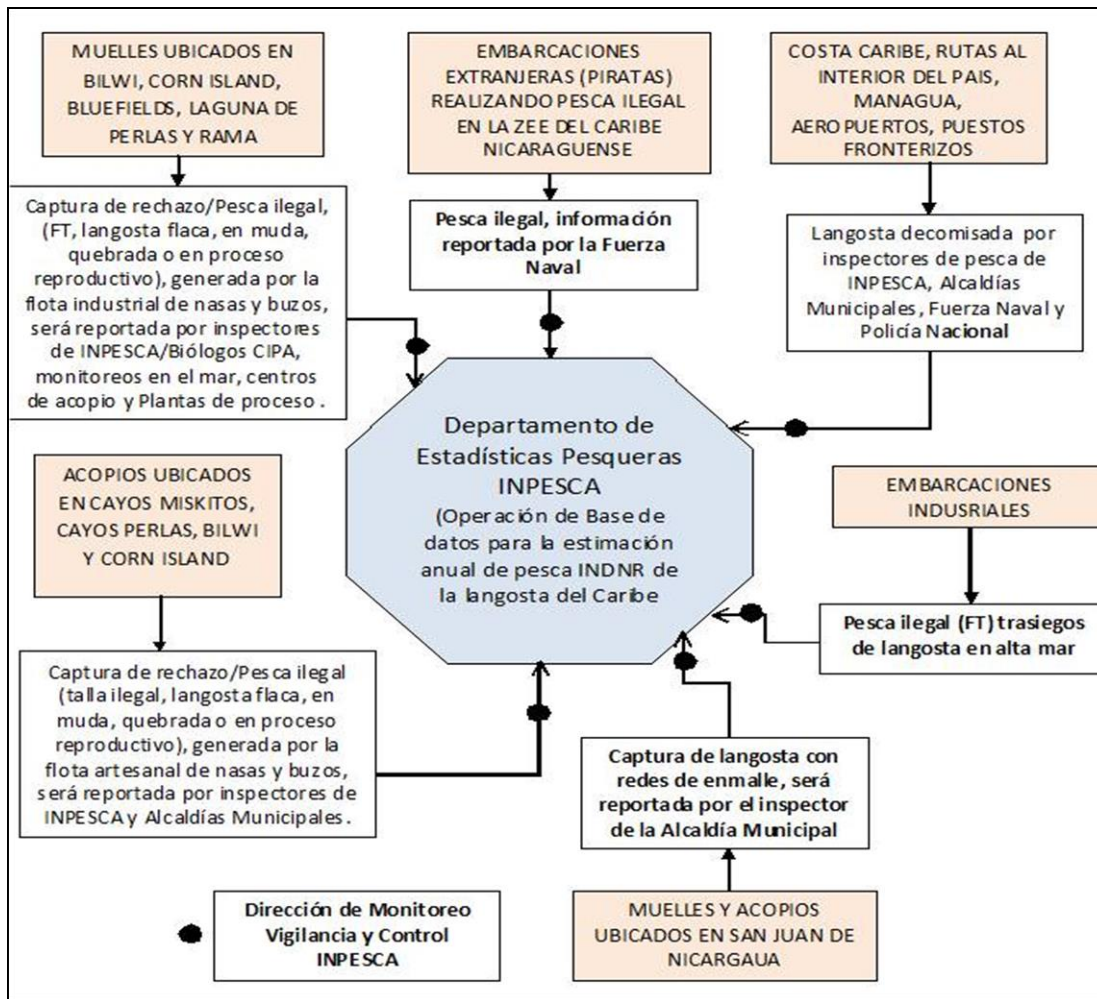 MUELLES UBICADOS EN
BILWI, CORN ISLAND,
BLUEFIELDS, LAGUNA DE
PERLAS Y RAMA
EMBARCACIONES
EXTRANJERAS (PIRATAS)
REALIZANDO PESCA ILEGAL
EN LA ZEE DEL CARIBE
NICARAGUENSE
COSTA CARIBE, RUTAS AL
INTERIOR DEL PAIS,
MANAGUA,
AEROPUERTOS, PUESTOS
FRONTERIZOS
Captura de rechazo/Pesca ilegal,
(FT, langosta flaca, en muda,
quebrada o en proceso
reproductivo), generada por la
flota industrial de nasas y buzos,
será reportada por inspectores
de INPESCA/Biólogos CIPA,
monitoreos en el mar, centros
de acopio y Plantas de proceso .
Pesca ilegal, información
reportada por la Fuerza
Naval
Langosta decomisada por
inspectores de pesca de
INPESCA, Alcaldías
Municipales, Fuerza Naval y
Policía Nacional
Departamento de
Estadísticas Pesqueras
INPESCA
(Operación de Base de
datos para la estimación
anual de pesca INDNR de
la langosta del Caribe
ACOPIOS UBICADOS
EN CAYOS MISKITOS,
CAYOS PERLAS, BILWI
Y CORN ISLAND
EMBARCACIONES
INDUSRIALES
Captura de rechazo/Pesca ilegal
(talla ilegal, langosta flaca, en
muda, quebrada o en proceso
reproductivo), generada por la
flota artesanal de nasas y buzos,
será reportada por inspectores de
INPESCA y Alcaldías Municipales.
Pesca ilegal (FT) trasiegos
de langosta en alta mar
Captura de langosta con
redes de enmalle, será
reportada por el inspector
de la Alcaldía Municipal
Dirección de Monitoreo
Vigilancia y Control
INPESCA
MUELLES Y ACOPIOS
UBICADOS EN SAN JUAN DE
NICARGAUA